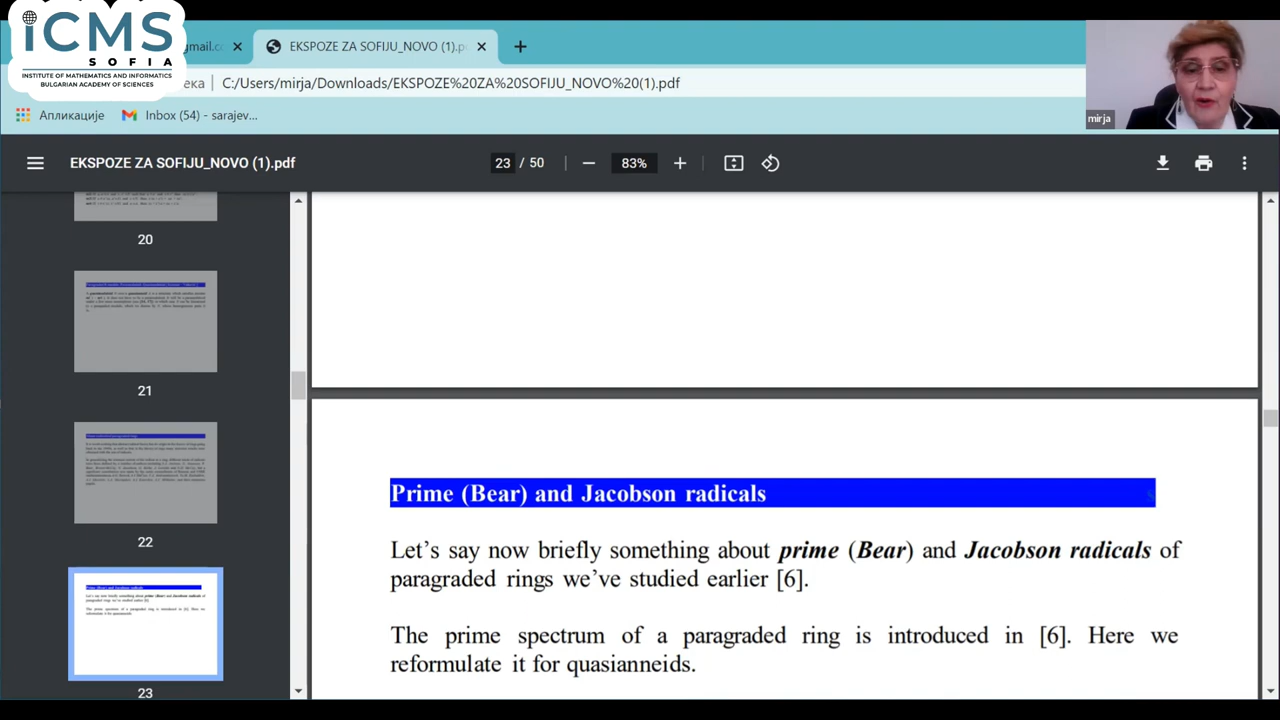 iCMS
SOFIA
INSTITUTE OF MATHEMATICS AND INFORMATICS
BULGARIAN ACADEMY OF SCIENCES
gmail.c
EKSPOZE ZA SOFIJU_NOVO (1).p
ека
C:/Users/mirja/Downloads/EKSPOZE%20ZA%20SOFIJU_NOVO%20(1).pdf
Апликације
Inbox (54) - sarajev...
mirja
EKSPOZE ZA SOFIJU_NOVO (1).pdf
23 / 50
83%
20
21
22
23
Prime (Bear) and Jacobson radicals
Let’s say now briefly something about prime (Bear) and Jacobson radicals of
paragraded rings we’ve studied earlier [6].
The prime spectrum of a paragraded ring is introduced in [6]. Here we
reformulate it for quasianneids.